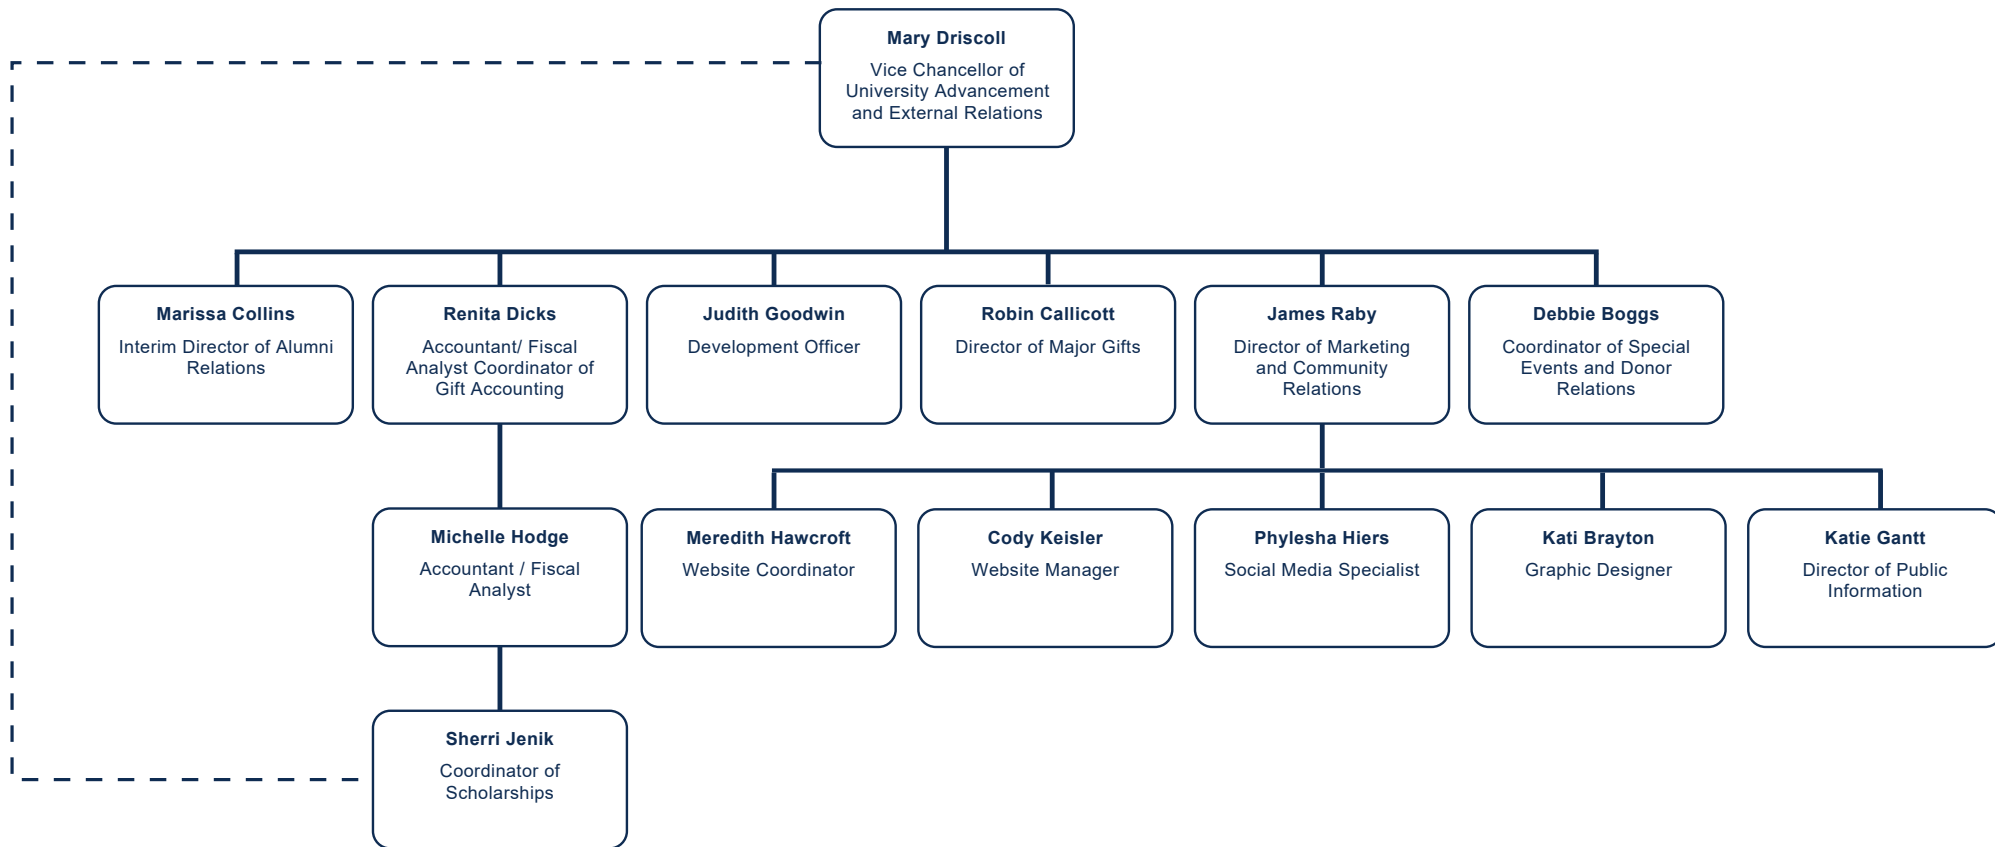 Mary Driscoll
Vice Chancellor of
University Advancement
and External Relations
Marissa Collins
Interim Director of Alumni
Relations
Renita Dicks
Accountant/ Fiscal
Analyst Coordinator of
Gift Accounting
Judith Goodwin
Development Officer
Robin Callicott
Director of Major Gifts
James Raby
Director of Marketing
and Community
Relations
Debbie Boggs
Coordinator of Special
Events and Donor
Relations
Michelle Hodge
Accountant / Fiscal
Analyst
Meredith Hawcroft
Website Coordinator
Cody Keisler
Website Manager
Phylesha Hiers
Social Media Specialist
Kati Brayton
Graphic Designer
Katie Gantt
Director of Public
Information
Sherri Jenik
Coordinator of
Scholarships